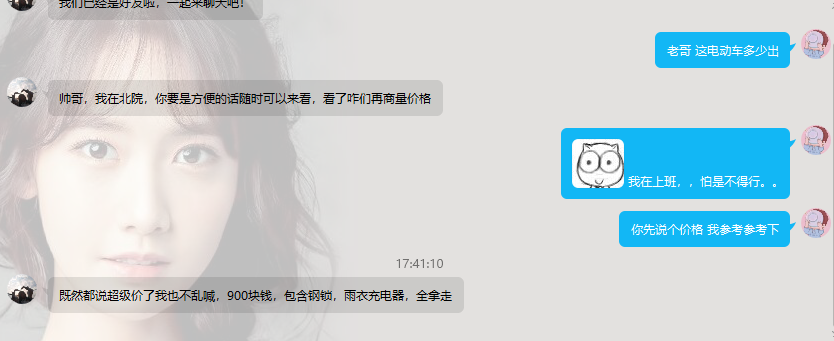 我们已经是好友啦，一起来聊天吧！
老哥 这电动车多少出
帅哥，我在北院，你要是方便的话随时可以来看，看了咱们再商量价格
我在上班，，怕是不得行。。
你先说个价格 我参考参考下
17:41:10
既然都说超级价了我也不乱喊，900块钱，包含钢锁，雨衣充电器，全拿走